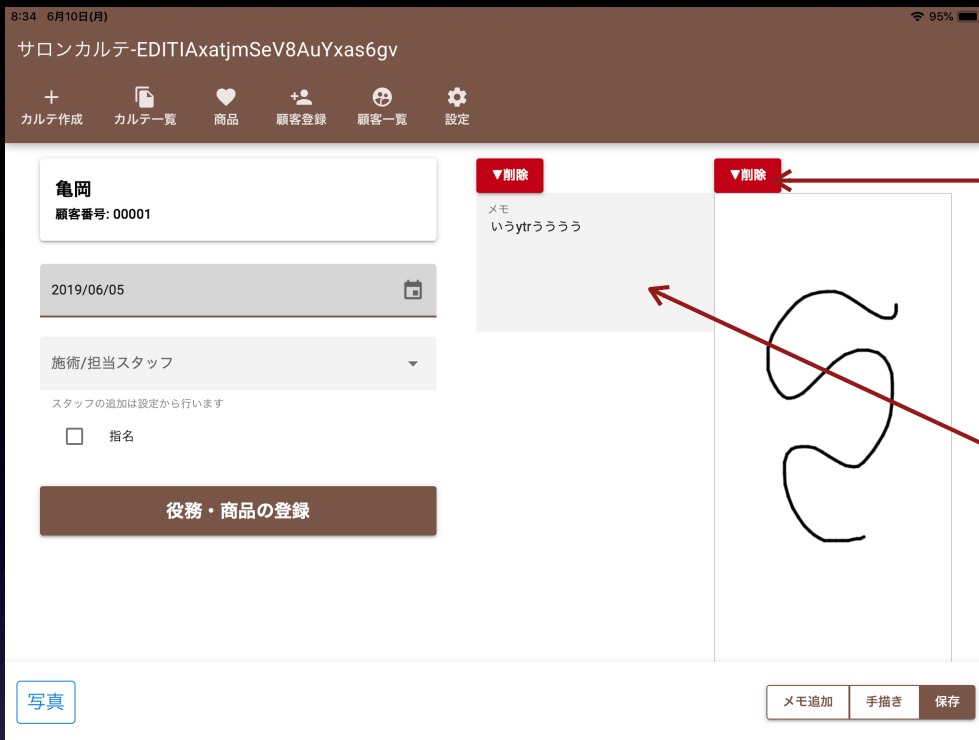 8:34 6月10日(月)
95%
サロンカルテ-EDITIAxatjmSeV8AuYxas6gv
カルテ作成
カルテ一覧
商品
顧客登録
顧客一覧
設定
亀岡
顧客番号: 00001
2019/06/05
施術/担当スタッフ
スタッフの追加は設定から行います
指名
役務・商品の登録
▼削除
メモ
いうytrうううう
▼削除
写真
メモ追加
手描き
保存